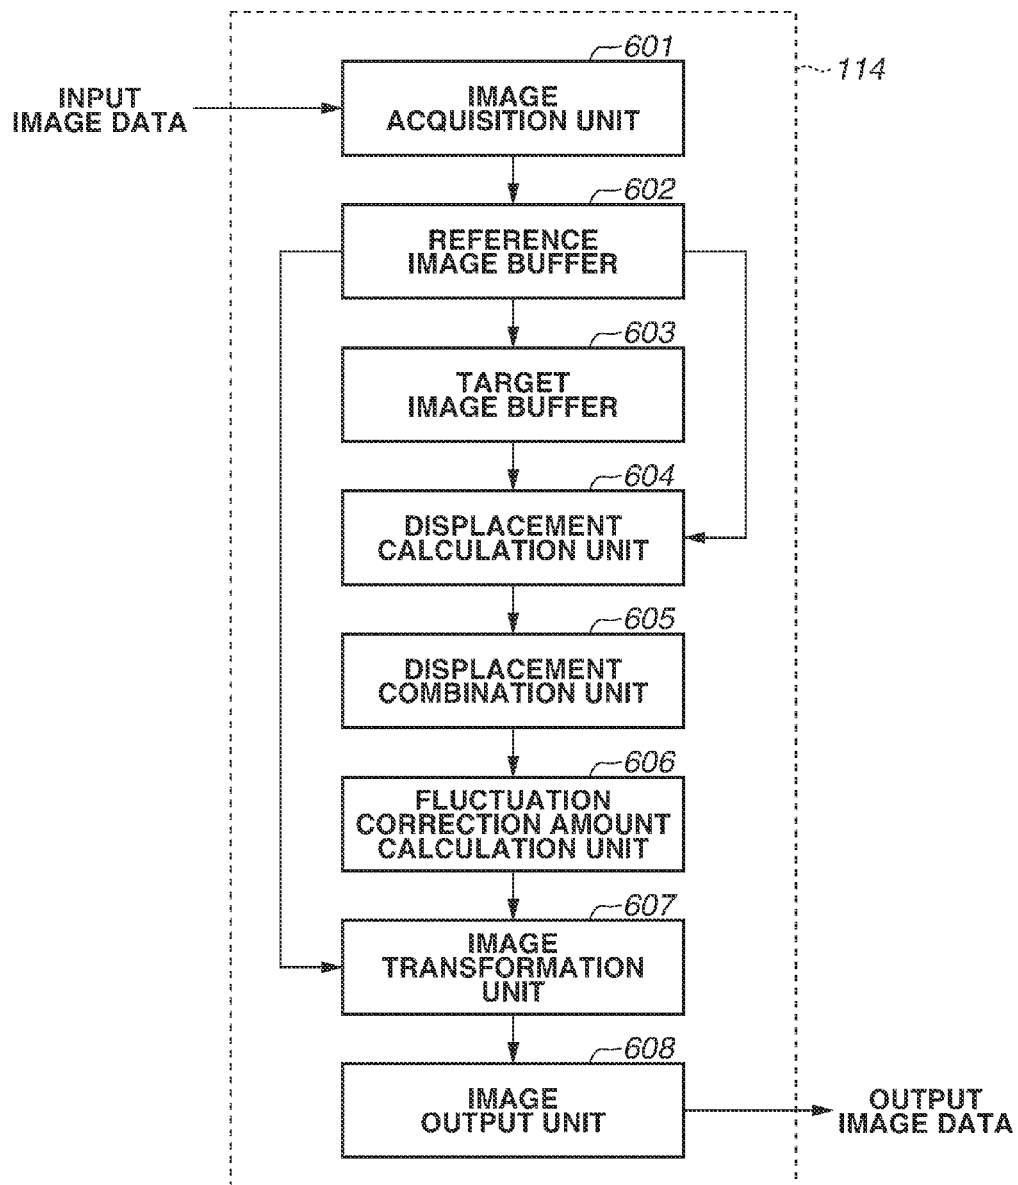 601
114
INPUT
IMAGE DATA
IMAGE
ACQUISITION UNIT
602
REFERENCE
IMAGE BUFFER
603
TARGET
IMAGE BUFFER
604
DISPLACEMENT
CALCULATION UNIT
605
DISPLACEMENT
COMBINATION UNIT
606
FLUCTUATION
CORRECTION AMOUNT
CALCULATION UNIT
607
IMAGE
TRANSFORMATION
UNIT
608
IMAGE
OUTPUT UNIT
OUTPUT
IMAGE DATA